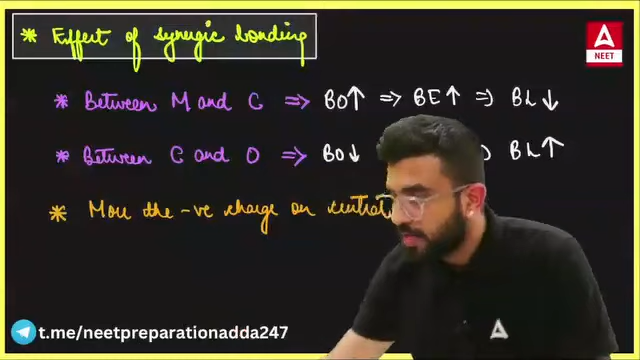 * Effect of synergic bonding
A
NEET
* Between M and C ⇒ BO↑ ⇒ BE↑ ⇒ BL↓
* Between C and O ⇒ BO↓ BL↑
* More the -ve charge on
t.me/neetpreparationadda247